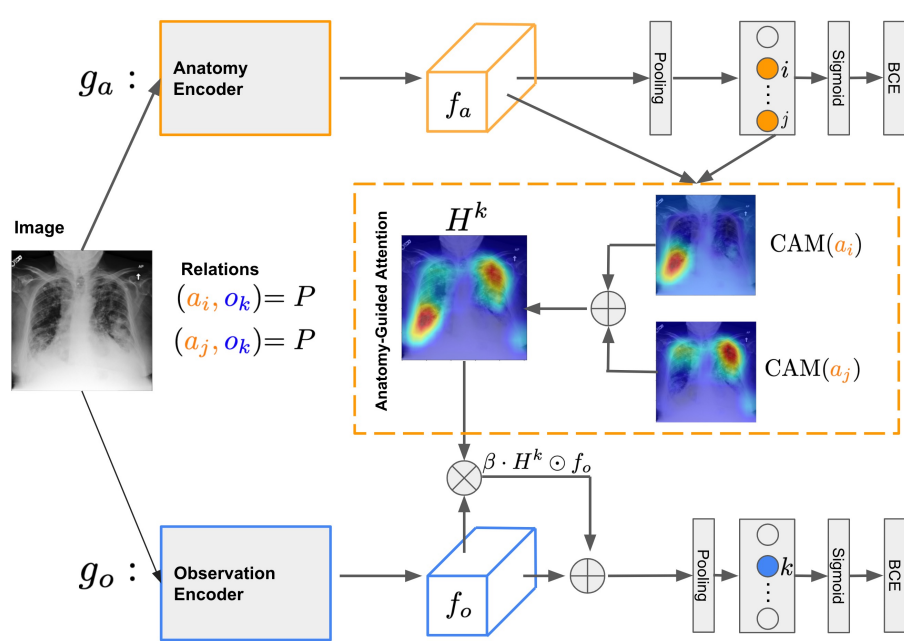 g_a :
Anatomy
Encoder
f_a
Pooling
i
j
Sigmoid
BCE
Image
Relations
(a_i, o_k)= P
(a_j, o_k)= P
Anatomy-Guided Attention
H^k
CAM(a_i)
CAM(a_j)
β · H^k ⊙ f_o
g_o :
Observation
Encoder
f_o
Pooling
k
Sigmoid
BCE